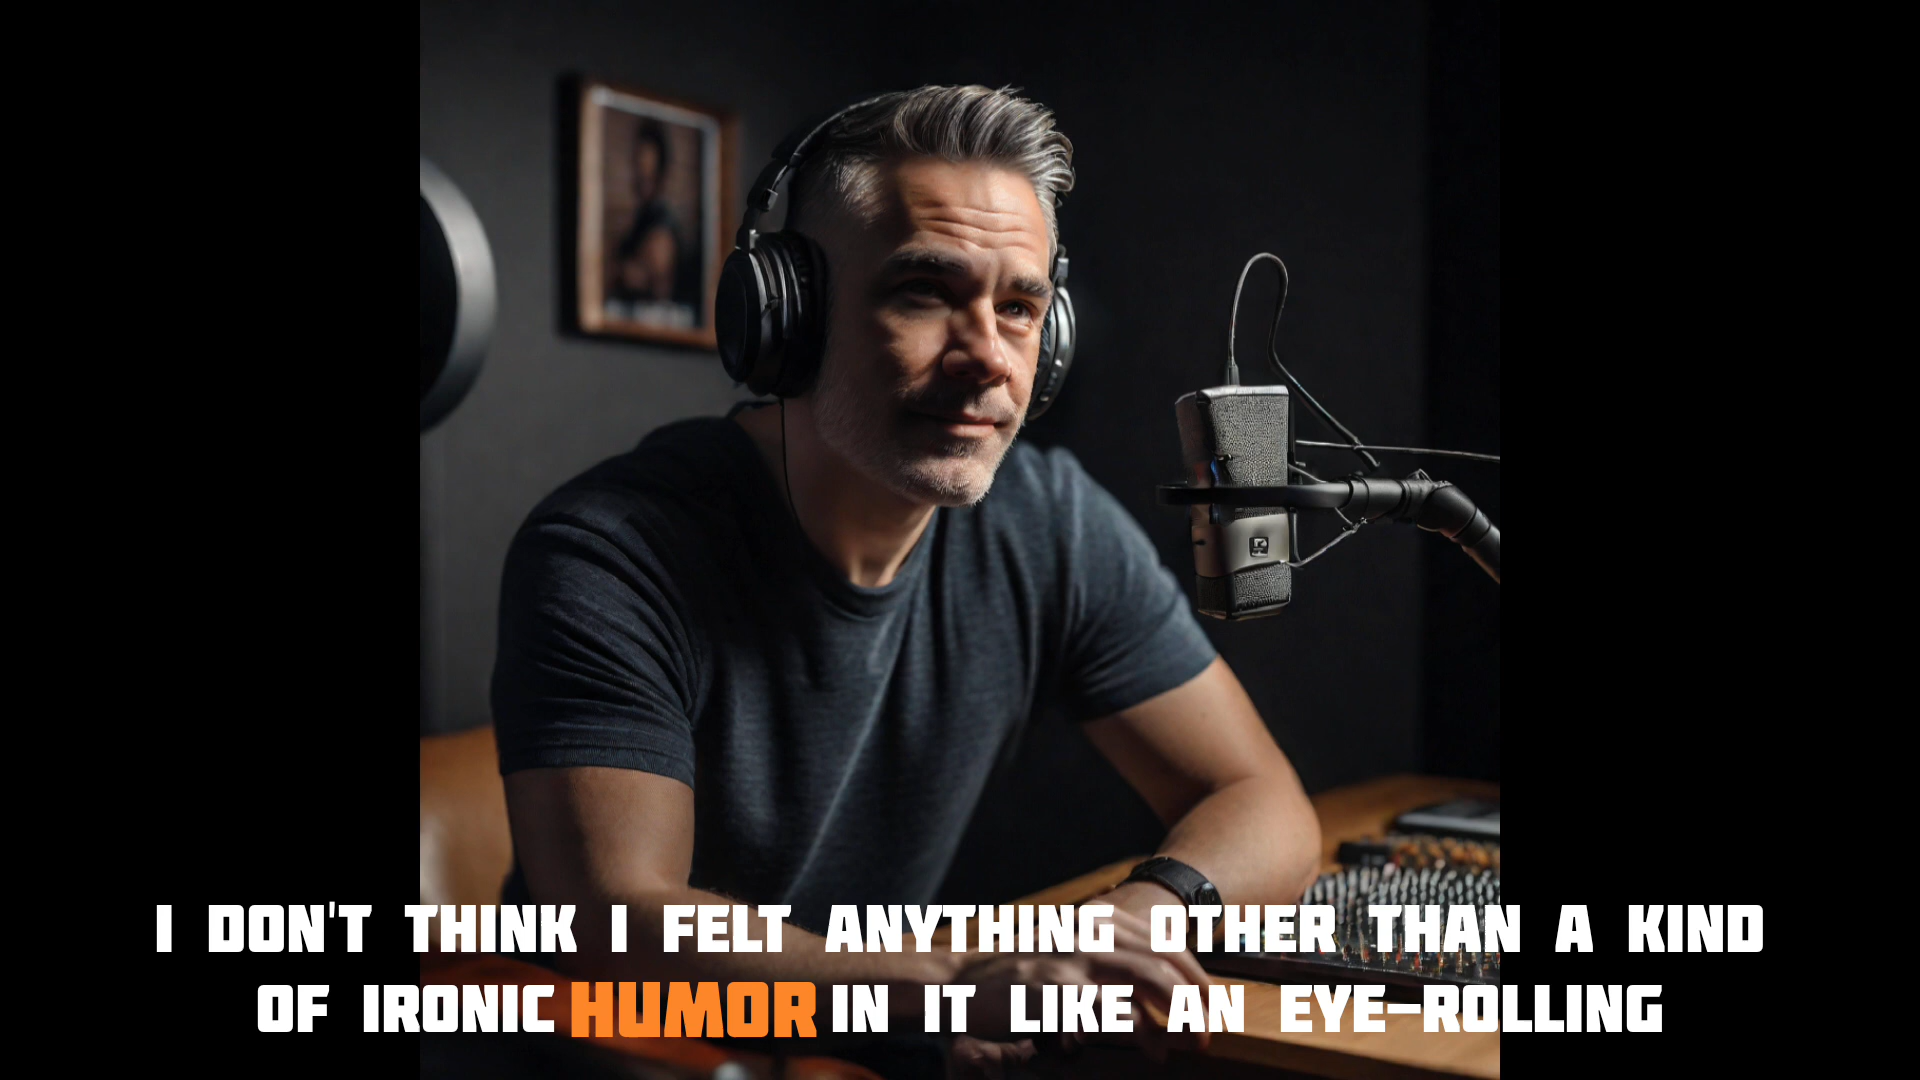 I DON'T THINK I FELT ANYTHING OTHER THAN A KIND
OF IRONIC HUMOR IN IT LIKE AN EYE-ROLLING